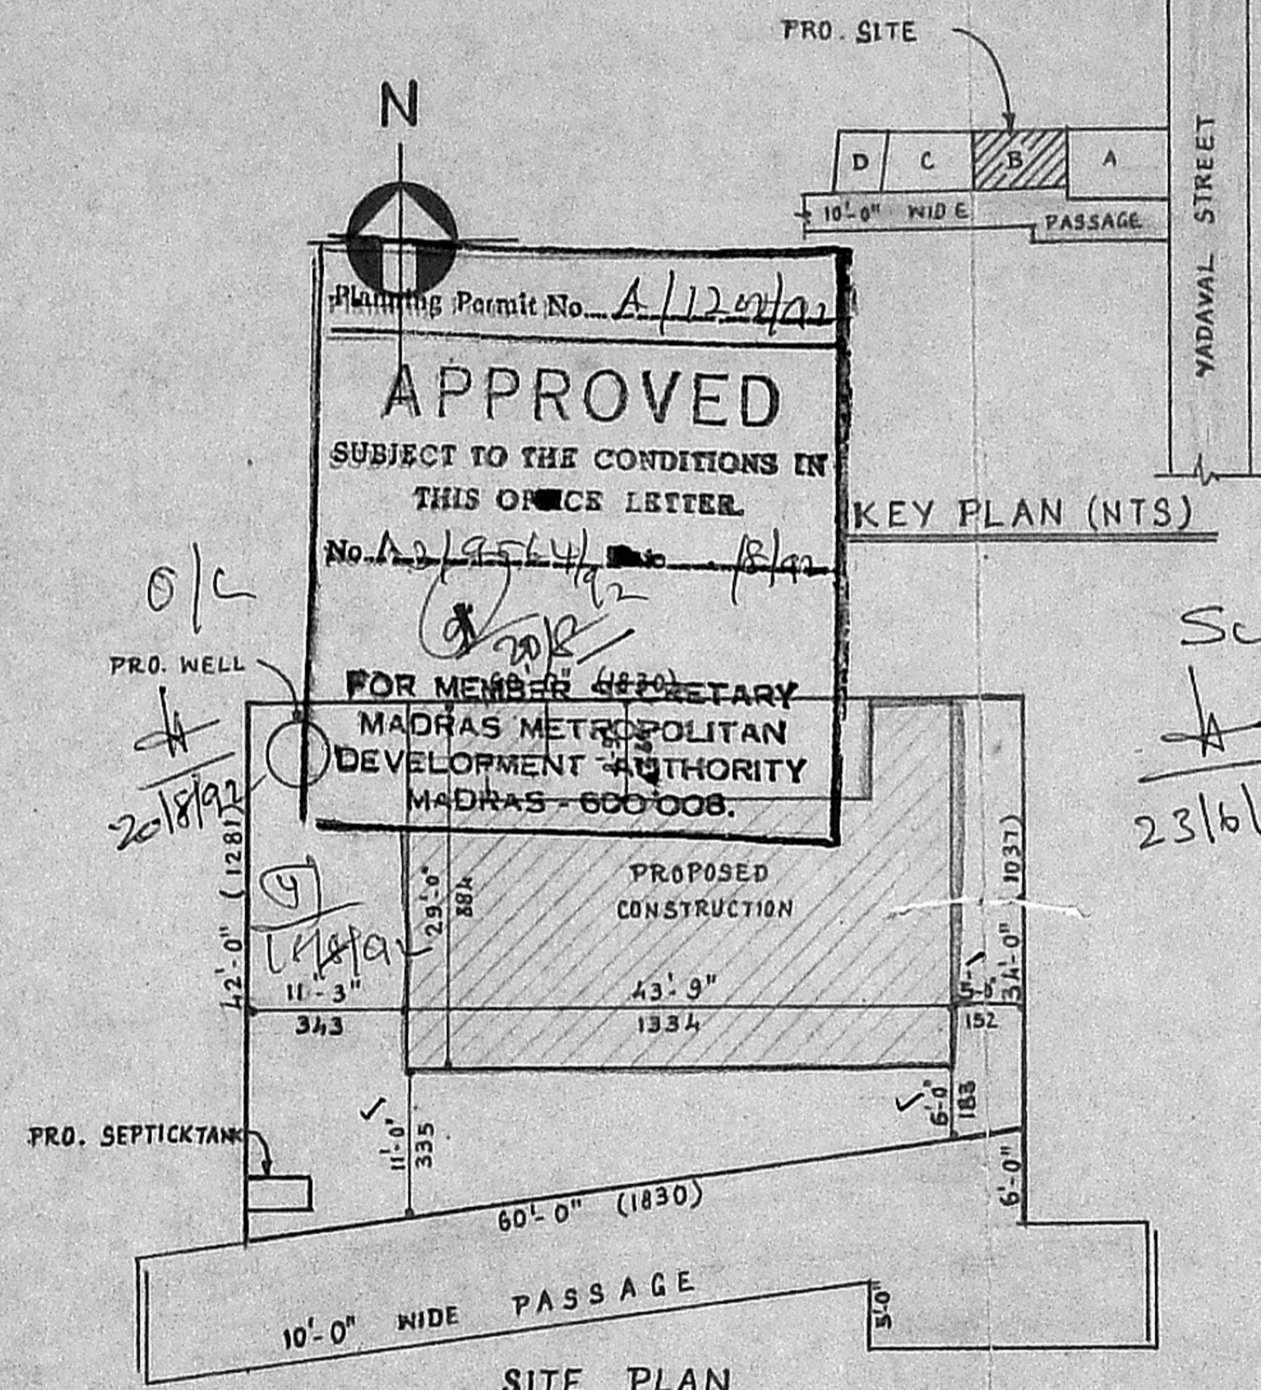 PRO. SITE
N
D C B A
10'-0" WIDE PASSAGE
YADAVAL STREET
Planning Permit No.
APPROVED
SUBJECT TO THE CONDITIONS IN
THIS OFFICE LETTER.
No.
/8/92
KEY PLAN (NTS)
O/C
20/8
PRO. WELL
20/8/92
FOR MEMBER SECRETARY
MADRAS METROPOLITAN
DEVELOPMENT AUTHORITY
MADRAS - 600 008.
23/6/
42'-0" (1281)
29'-0"
884
PROPOSED
CONSTRUCTION
34'-0" (1037)
11'-3"
343
43'-9"
1334
152
11'-0"
335
6'-0"
183
PRO. SEPTICKTANK
60'-0" (1830)
6'-0"
10'-0" WIDE PASSAGE
5'-0"
SITE PLAN